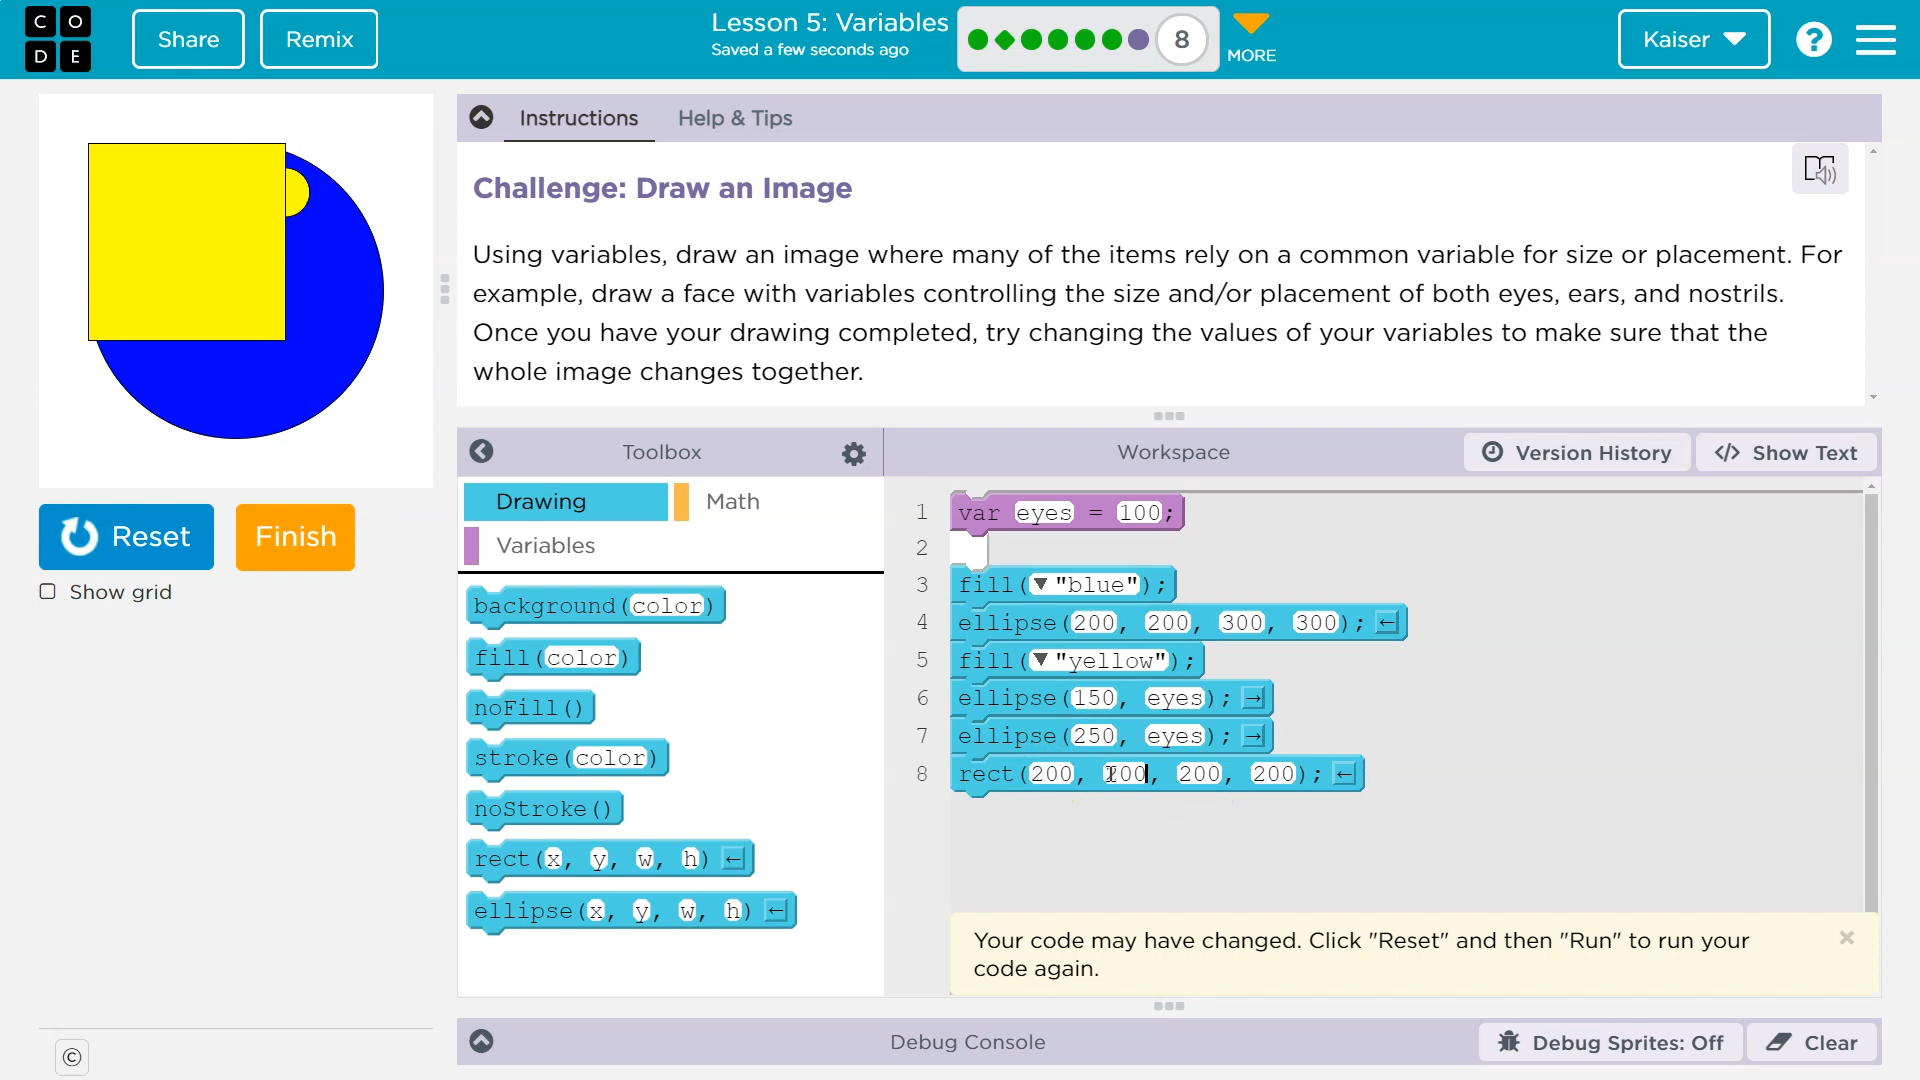 C O
D E
Share
Remix
Lesson 5: Variables
Saved a few seconds ago
8
MORE
Kaiser
?
Instructions
Help & Tips
Challenge: Draw an Image
Using variables, draw an image where many of the items rely on a common variable for size or placement. For
example, draw a face with variables controlling the size and/or placement of both eyes, ears, and nostrils.
Once you have your drawing completed, try changing the values of your variables to make sure that the
whole image changes together.
Reset
Finish
Show grid
©
Toolbox
Drawing
Math
Variables
background(color)
fill(color)
noFill()
stroke(color)
noStroke()
rect(x, y, w, h) ←
ellipse(x, y, w, h) ←
Workspace
Version History
</> Show Text
1 var eyes = 100;
2
3 fill(▼ "blue");
4 ellipse(200, 200, 300, 300); ←
5 fill(▼ "yellow");
6 ellipse(150, eyes); →
7 ellipse(250, eyes); →
8 rect(200, 00, 200, 200); ←
Your code may have changed. Click "Reset" and then "Run" to run your
code again.
×
Debug Console
Debug Sprites: Off
Clear